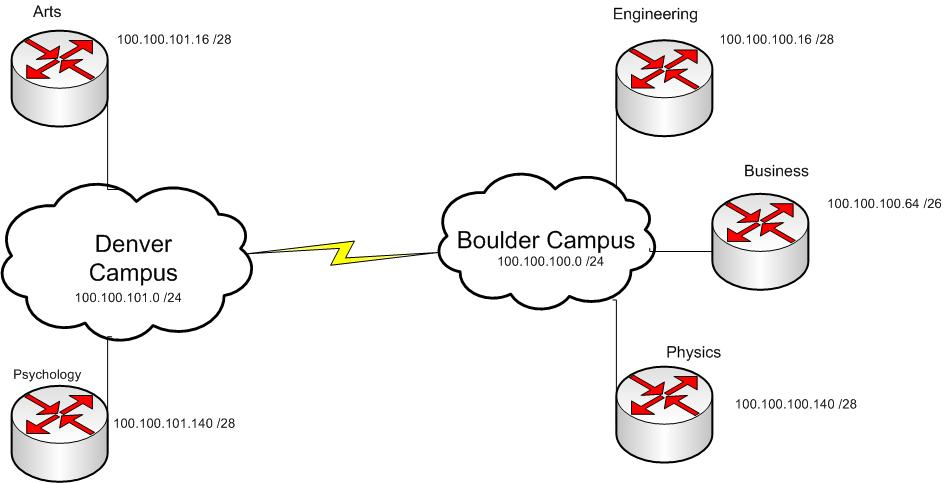 Arts
100.100.101.16 /28
Engineering
100.100.100.16 /28
Business
100.100.100.64 /26
Denver
Campus
100.100.101.0 /24
Boulder Campus
100.100.100.0 /24
Psychology
100.100.101.140 /28
Physics
100.100.100.140 /28